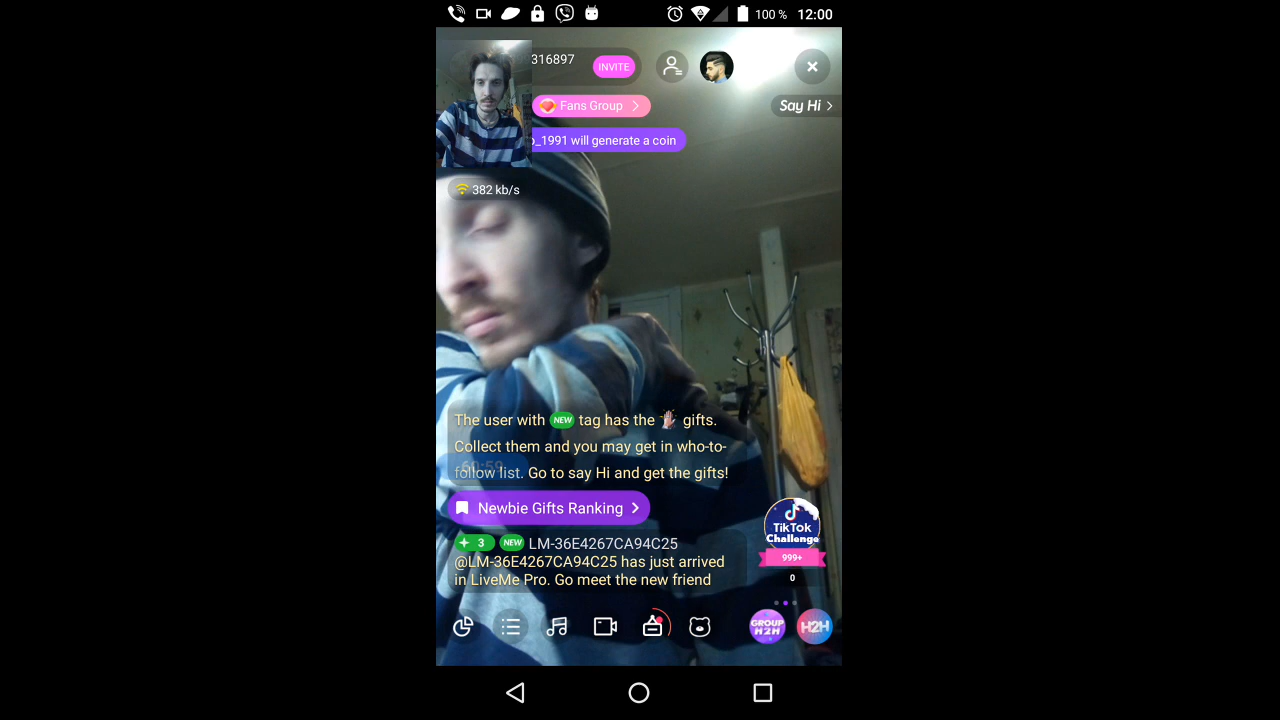 100 % 12:00
316897
INVITE
Fans Group
Say Hi
_1991 will generate a coin
382 kb/s
The user with NEW tag has the gifts.
Collect them and you may get in who-to-
follow list. Go to say Hi and get the gifts!
Newbie Gifts Ranking
TikTok
Challenge
999+
0
3 NEW LM-36E4267CA94C25
@LM-36E4267CA94C25 has just arrived
in LiveMe Pro. Go meet the new friend
GROUP
H2H
H2H